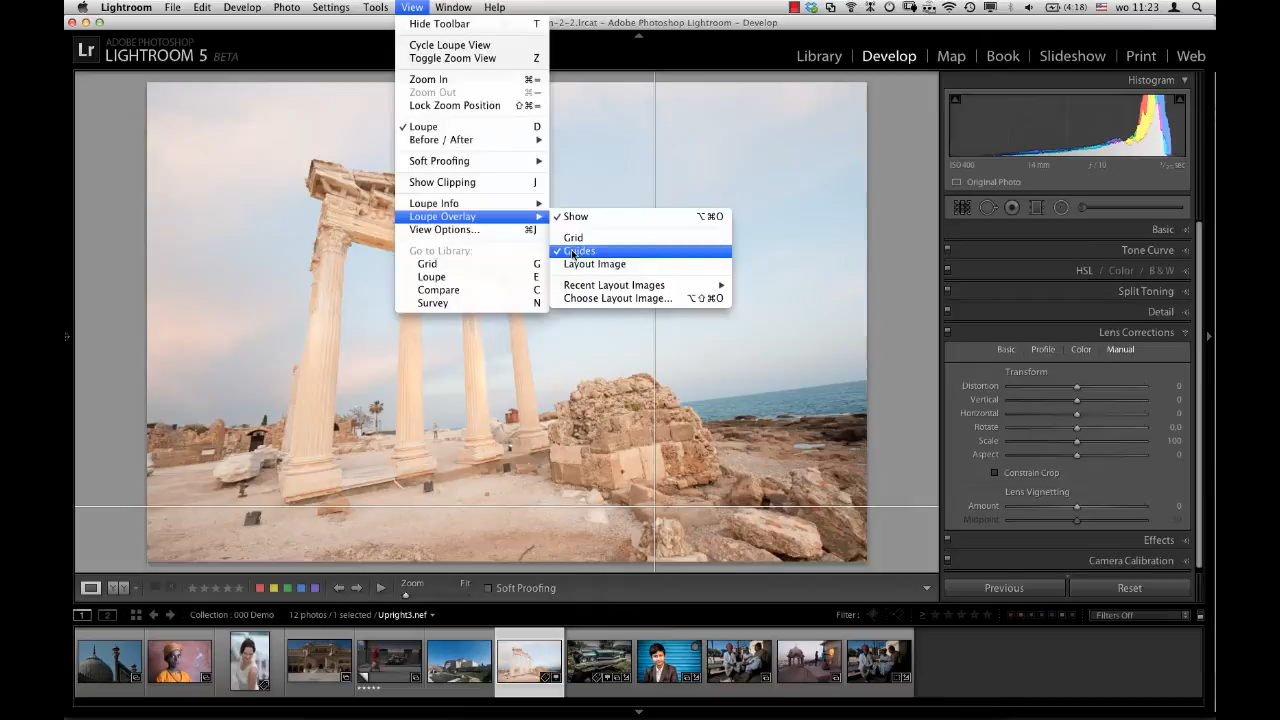 Lightroom File Edit Develop Photo Settings Tools View Window Help (4:18) wo 11:23
n-2-2.lrcat - Adobe Photoshop Lightroom - Develop
Lr ADOBE PHOTOSHOP
LIGHTROOM 5 BETA
Library Develop Map Book Slideshow Print Web
Hide Toolbar T
Cycle Loupe View
Toggle Zoom View Z
Zoom In ⌘=
Zoom Out ⌘−
Lock Zoom Position ⇧⌘=
✓ Loupe D
Before / After
Soft Proofing
Show Clipping J
Loupe Info
Loupe Overlay
View Options... ⌘J
Go to Library:
Grid G
Loupe E
Compare C
Survey N
✓ Show ⌥⌘O
Grid
✓ Guides
Layout Image
Recent Layout Images
Choose Layout Image... ⌥⇧⌘O
Histogram
ISO 400 14 mm ƒ / 10 sec
Original Photo
Basic
Tone Curve
HSL / Color / B & W
Split Toning
Detail
Lens Corrections
Basic Profile Color Manual
Transform
Distortion 0
Vertical 0
Horizontal 0
Rotate 0,0
Scale 100
Aspect 0
Constrain Crop
Lens Vignetting
Amount 0
Midpoint
Effects
Camera Calibration
Previous Reset
Zoom Fit Soft Proofing
1 2 Collection : 000 Demo 12 photos / 1 selected / Upright3.nef Filter : Filters Off